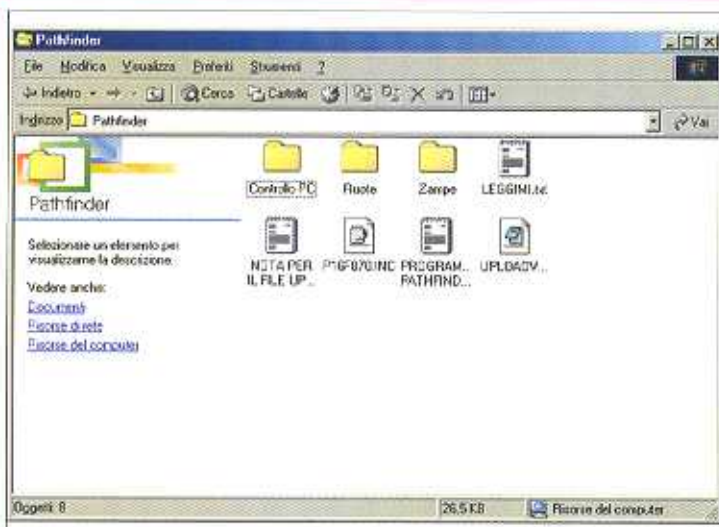 Pathfinder
File Modifica Visualizza Preferiti Strumenti ?
Indietro Cerca Cartelle
Indirizzo Pathfinder Vai
Pathfinder
Selezionare un elemento per
visualizzarne la descrizione.
Vedere anche:
Documenti
Risorse di rete
Risorse del computer
Controllo PC Ruote Zampe LEGGIMI.txt
NOTA PER
IL FILE UP...
P16F870.INC
PROGRAM...
PATHFIND...
UPLOADV...
Oggetti: 8 26,5 KB Risorse del computer